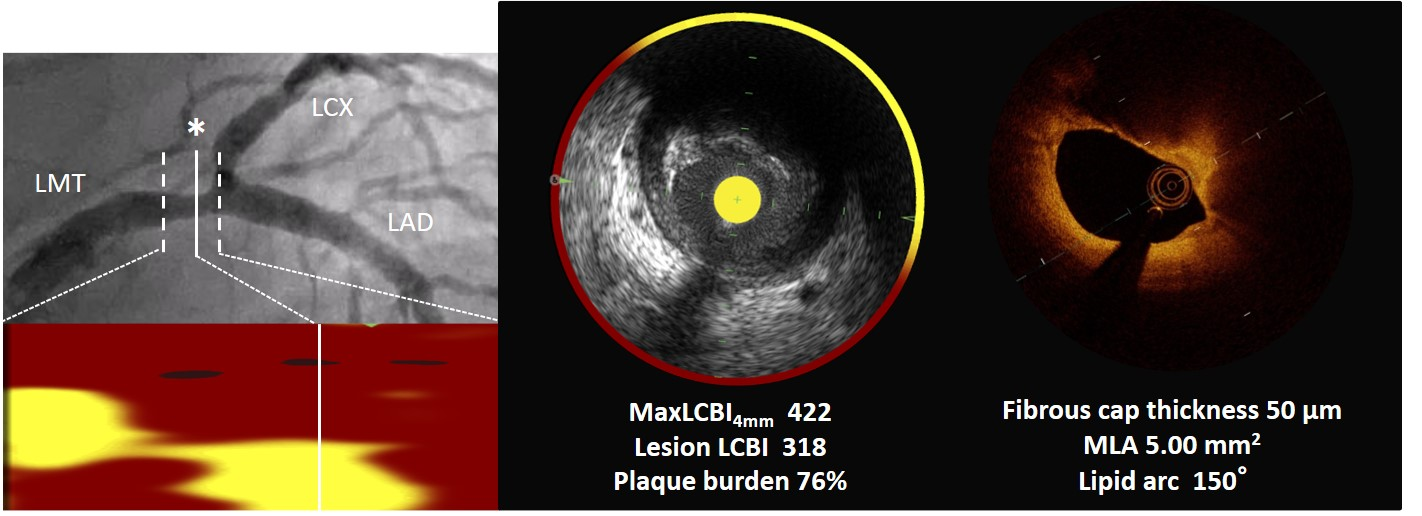 LCX
*
LMT
LAD
MaxLCBI4mm 422
Lesion LCBI 318
Plaque burden 76%
Fibrous cap thickness 50 μm
MLA 5.00 mm²
Lipid arc 150°